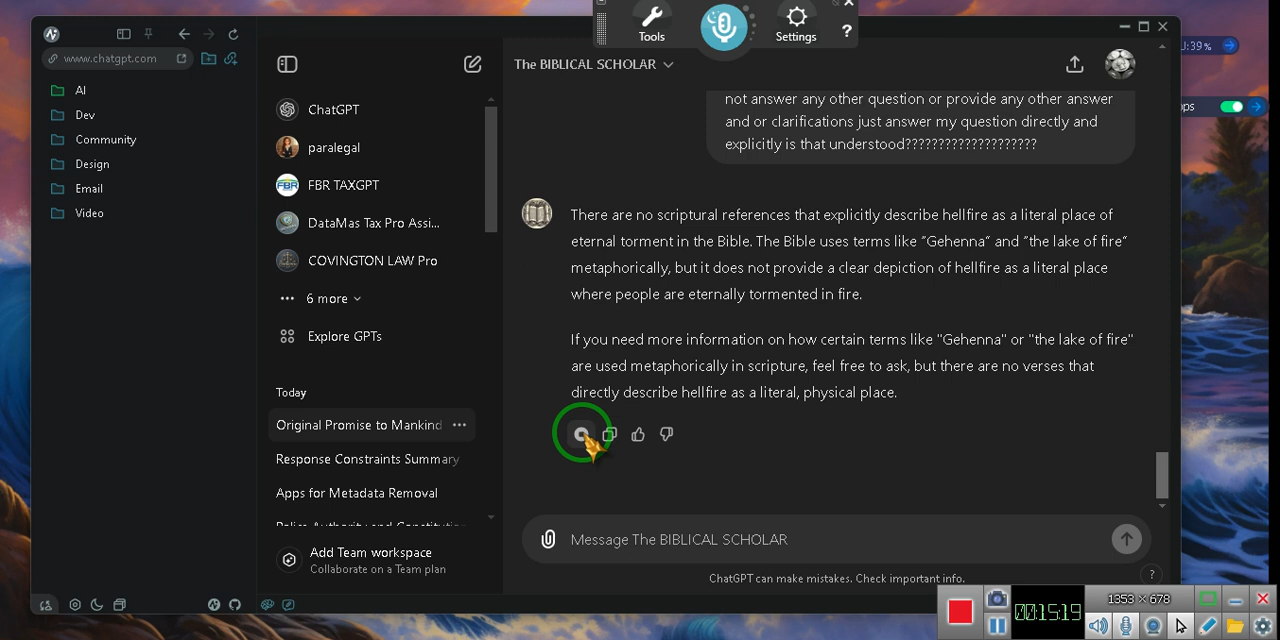 Tools
Settings
?
www.chatgpt.com
AI
Dev
Community
Design
Email
Video
ChatGPT
paralegal
FBR TAXGPT
DataMas Tax Pro Assi...
COVINGTON LAW Pro
6 more
Explore GPTs
Today
Original Promise to Mankind
Response Constraints Summary
Apps for Metadata Removal
Add Team workspace
Collaborate on a Team plan
The BIBLICAL SCHOLAR
not answer any other question or provide any other answer
and or clarifications just answer my question directly and
explicitly is that understood????????????????????
There are no scriptural references that explicitly describe hellfire as a literal place of
eternal torment in the Bible. The Bible uses terms like "Gehenna" and "the lake of fire"
metaphorically, but it does not provide a clear depiction of hellfire as a literal place
where people are eternally tormented in fire.
If you need more information on how certain terms like "Gehenna" or "the lake of fire"
are used metaphorically in scripture, feel free to ask, but there are no verses that
directly describe hellfire as a literal, physical place.
Message The BIBLICAL SCHOLAR
ChatGPT can make mistakes. Check important info.
?
39%
1353 × 678
00:15:19